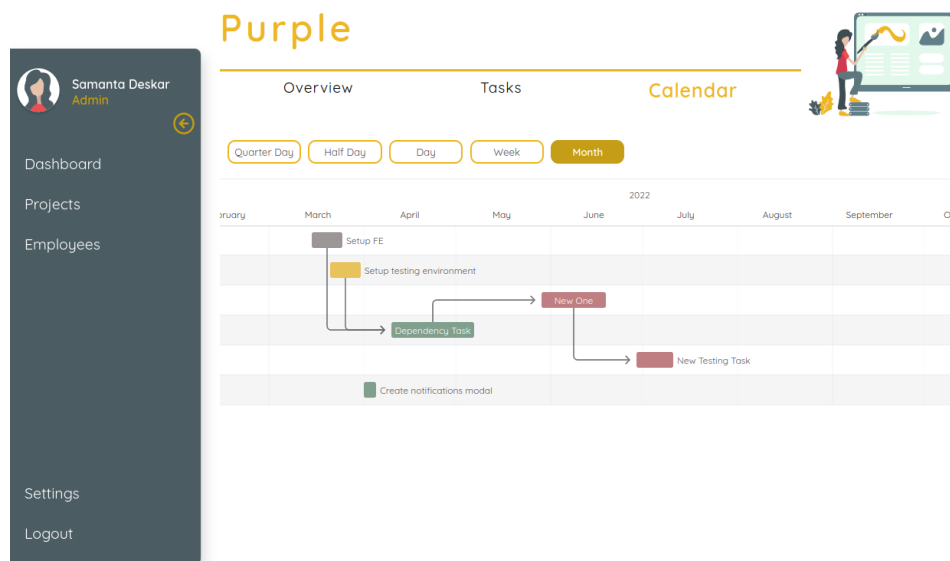 Purple
Samanta Deskar
Admin
Dashboard
Projects
Employees
Settings
Logout
Overview Tasks Calendar
Quarter Day Half Day Day Week Month
2022
March April May June July August September
Setup FE
Setup testing environment
New One
Dependency Task
New Testing Task
Create notifications modal